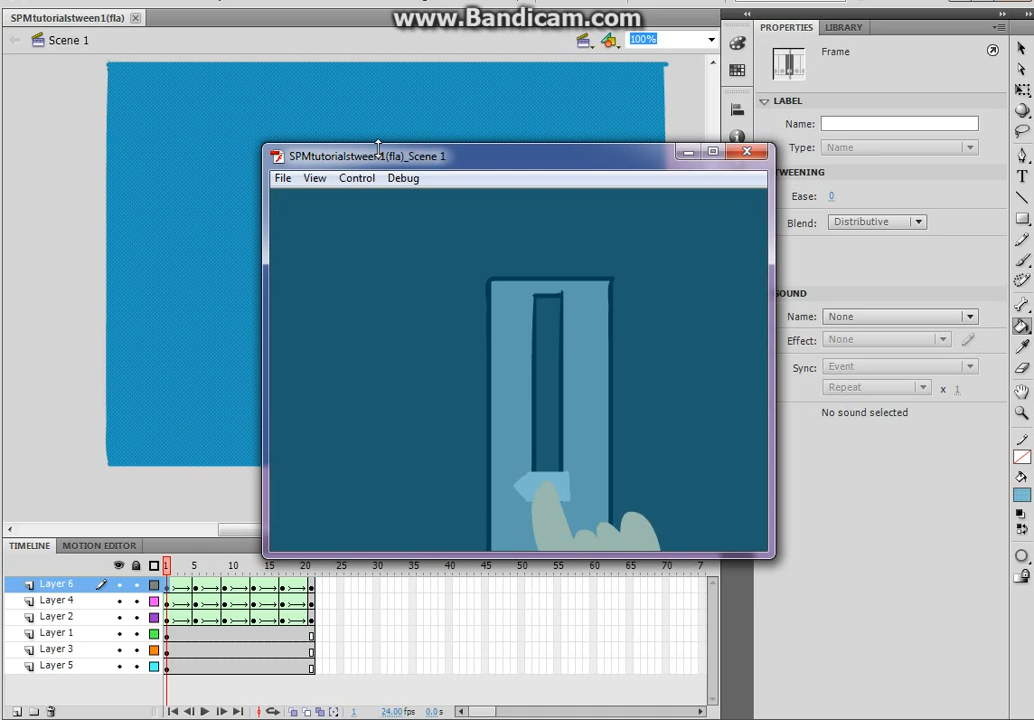 www.Bandicam.com
SPMtutorialstween1(fla)
PROPERTIES
LIBRARY
Scene 1
100%
Frame
LABEL
Name:
Type: Name
TWEENING
Ease: 0
Blend: Distributive
SOUND
Name: None
Effect: None
Sync: Event
Repeat x 1
No sound selected
SPMtutorialstween1(fla)_Scene 1
File View Control Debug
TIMELINE MOTION EDITOR
1 5 10 15 20 25 30 35 40 45 50 55 60 65 70 7
Layer 6
Layer 4
Layer 2
Layer 1
Layer 3
Layer 5
1 24.00 fps 0.0 s